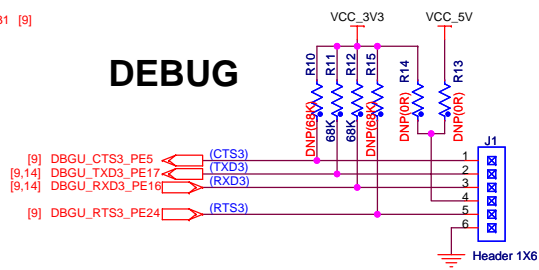 31 [9]
VCC_3V3
VCC_5V
DEBUG
R10
R11
R12
R15
R14
R13
DNP(68K)
68K
68K
DNP(68K)
DNP(0R)
DNP(0R)
J1
[9] DBGU_CTS3_PE5 (CTS3) 1
[9,14] DBGU_TXD3_PE17 (TXD3) 2
[9,14] DBGU_RXD3_PE16 (RXD3) 3
4
[9] DBGU_RTS3_PE24 (RTS3) 5
6
Header 1X6